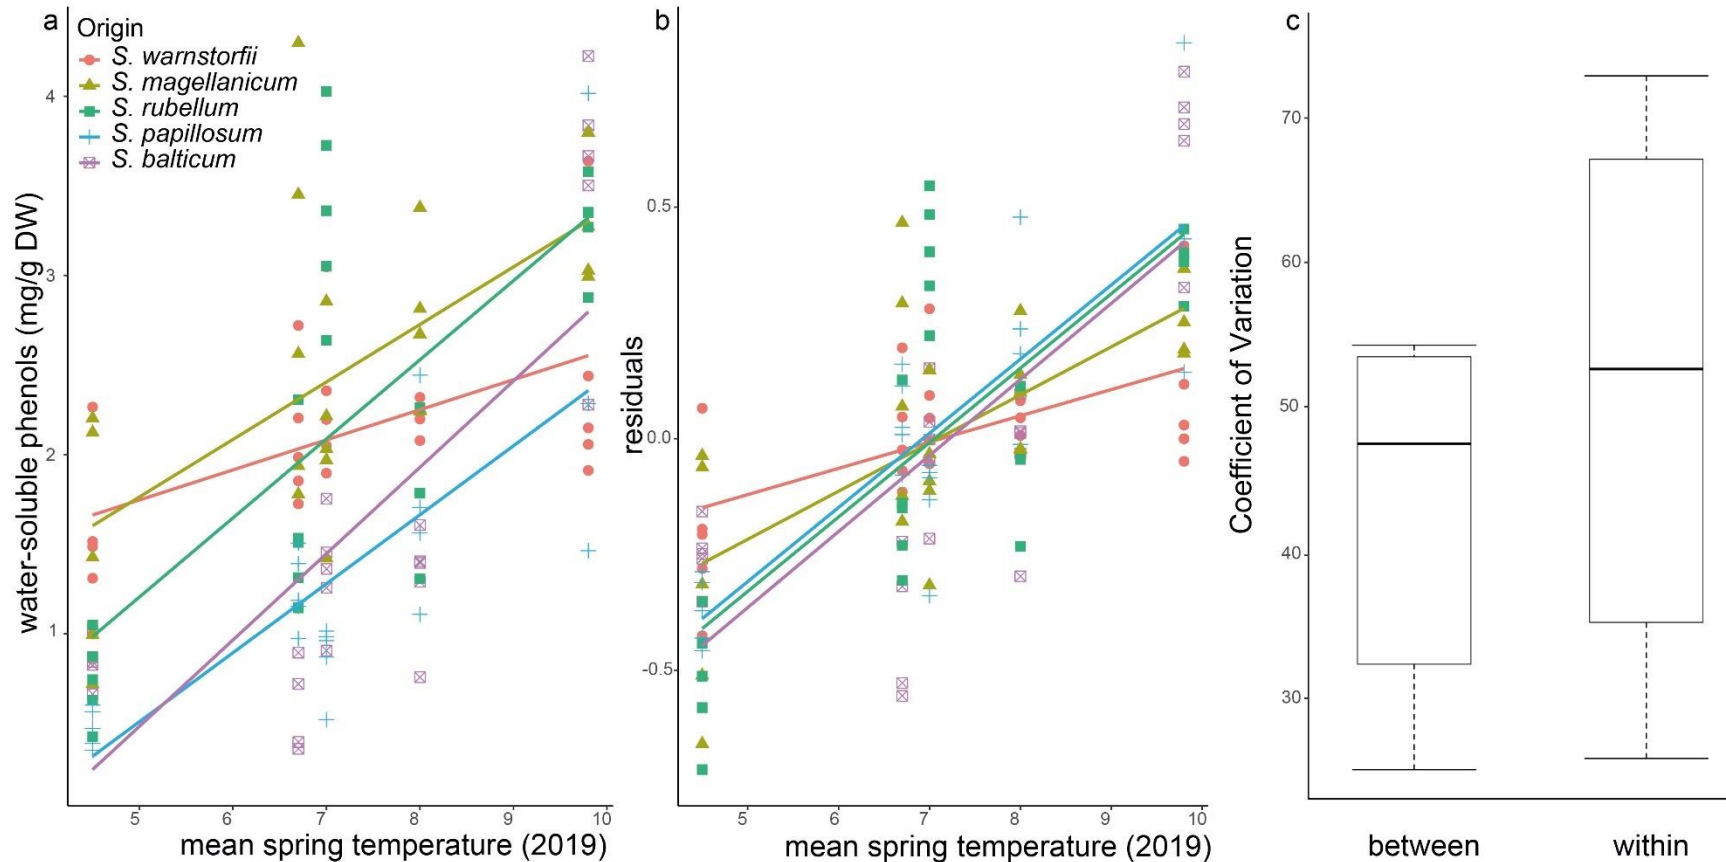 a
Origin
S. warnstorfii
S. magellanicum
S. rubellum
S. papillosum
S. balticum
water-soluble phenols (mg/g DW)
4
3
2
1
5 6 7 8 9 10
mean spring temperature (2019)
b
residuals
0.5
0.0
-0.5
5 6 7 8 9 10
mean spring temperature (2019)
c
Coefficient of Variation
70
60
50
40
30
between within